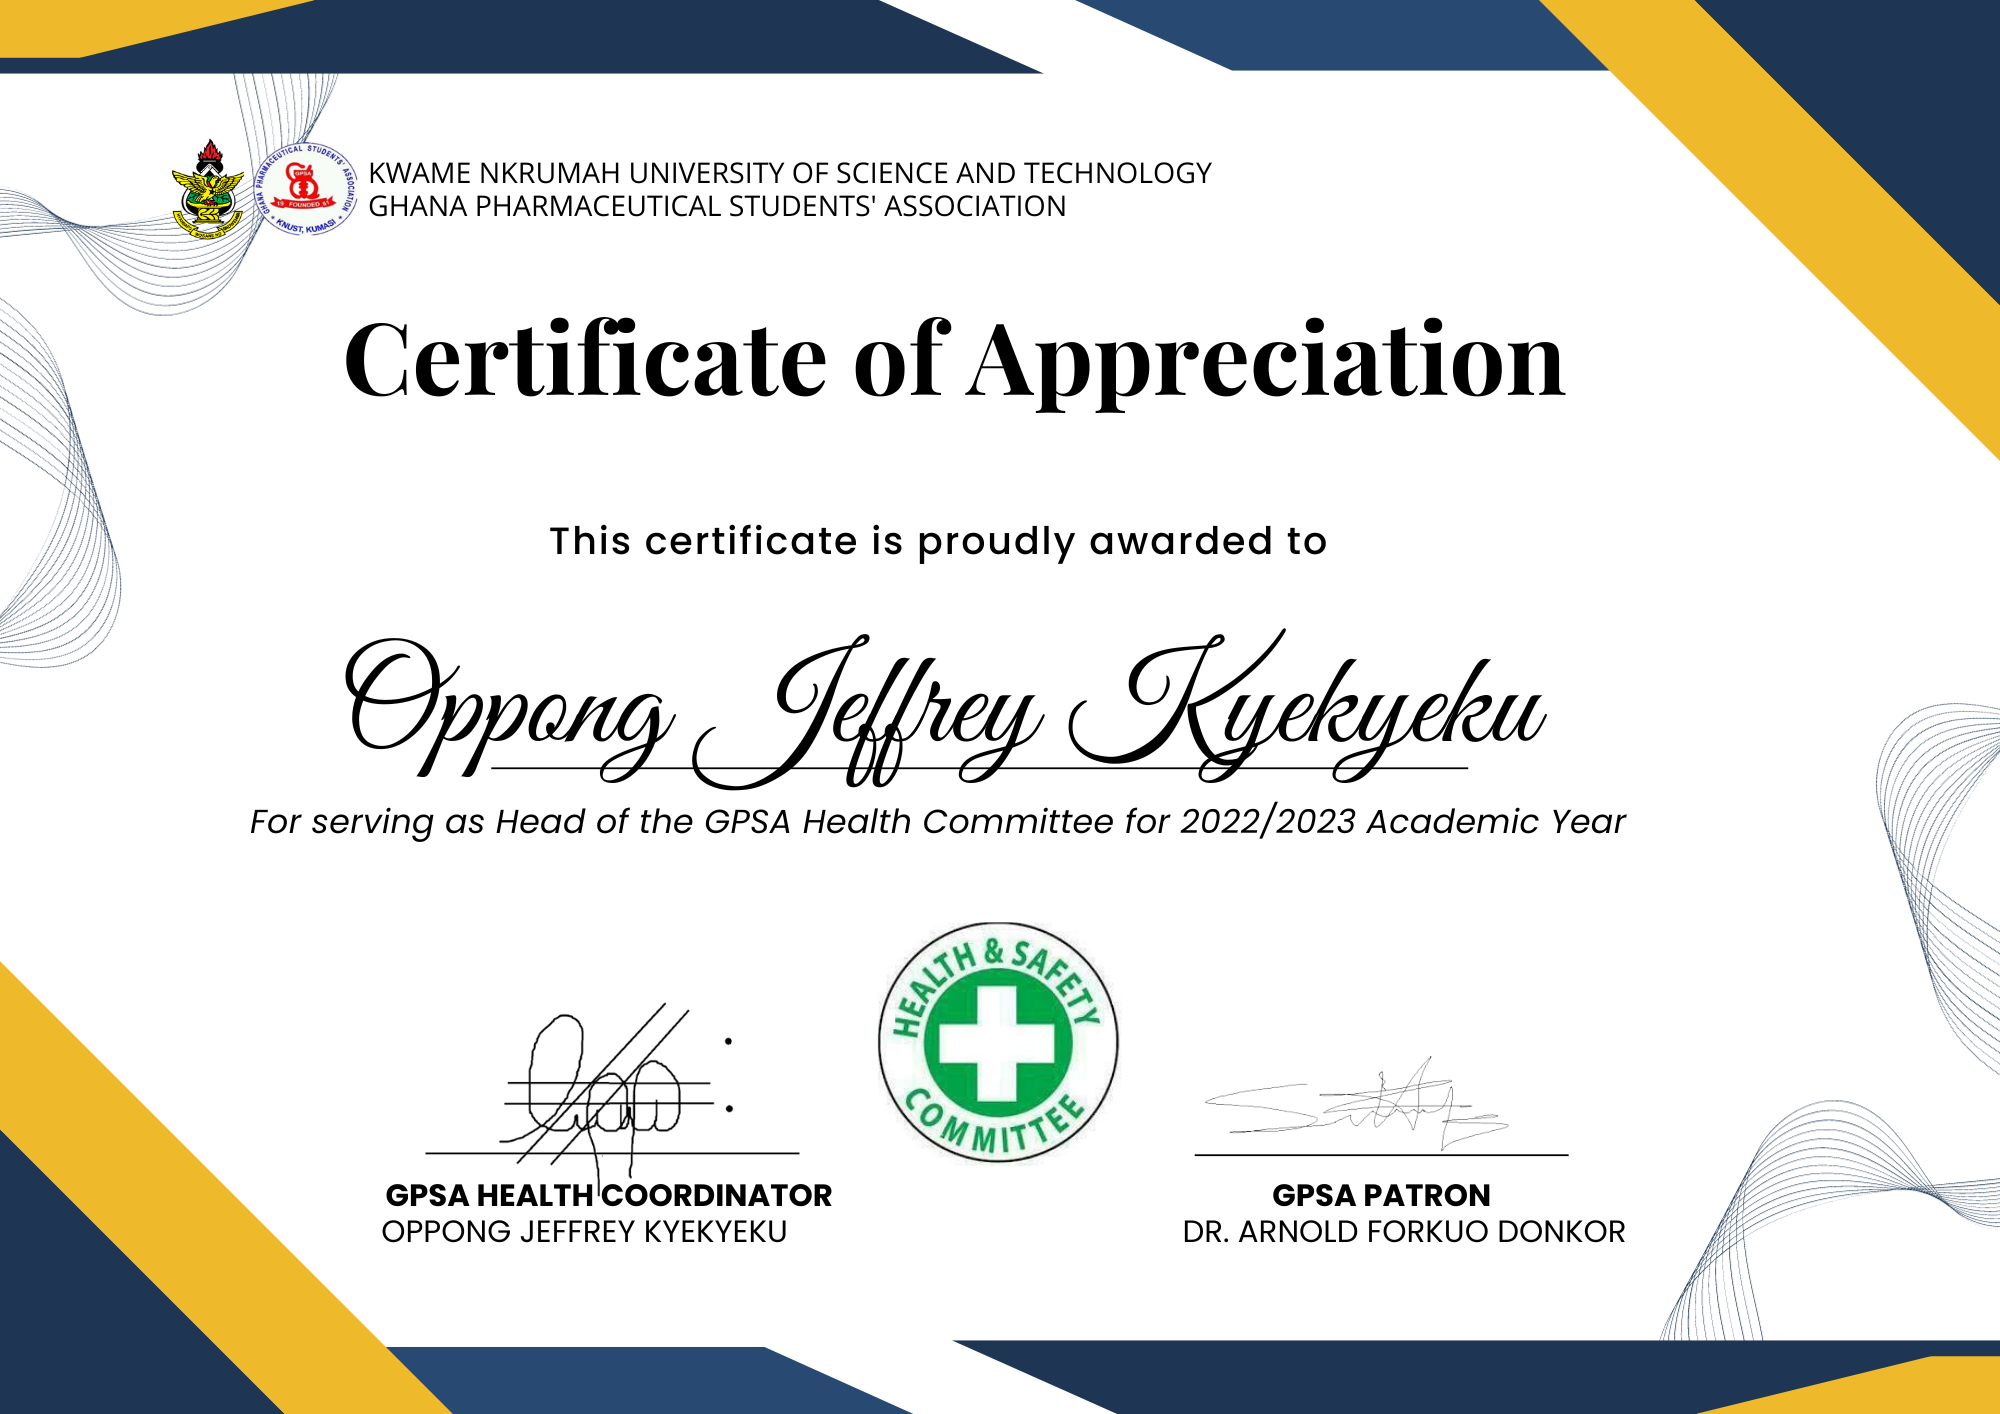 KWAME NKRUMAH UNIVERSITY OF SCIENCE AND TECHNOLOGY
GHANA PHARMACEUTICAL STUDENTS' ASSOCIATION
GHANA PHARMACEUTICAL STUDENTS' ASSOCIATION
GPSA
19 FOUNDED 61
KNUST, KUMASI
Certificate of Appreciation
This certificate is proudly awarded to
Oppong Jeffrey Kyekyeku
For serving as Head of the GPSA Health Committee for 2022/2023 Academic Year
HEALTH & SAFETY
COMMITTEE
GPSA HEALTH COORDINATOR
OPPONG JEFFREY KYEKYEKU
GPSA PATRON
DR. ARNOLD FORKUO DONKOR